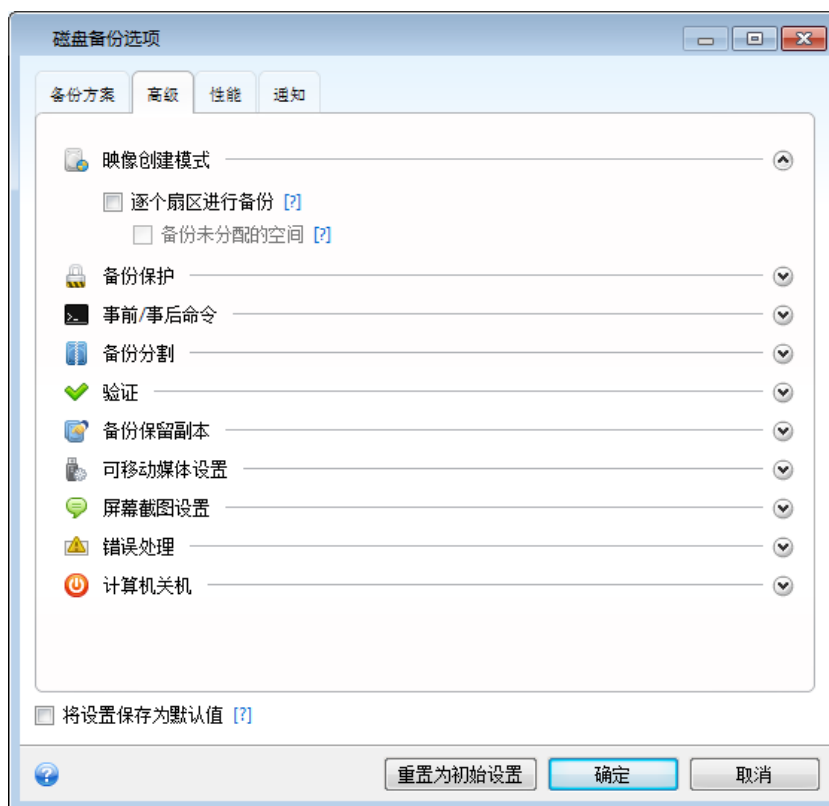 磁盘备份选项
备份方案 高级 性能 通知
映像创建模式
逐个扇区进行备份 [?]
备份未分配的空间 [?]
备份保护
事前/事后命令
备份分割
验证
备份保留副本
可移动媒体设置
屏幕截图设置
错误处理
计算机关机
将设置保存为默认值 [?]
重置为初始设置 确定 取消